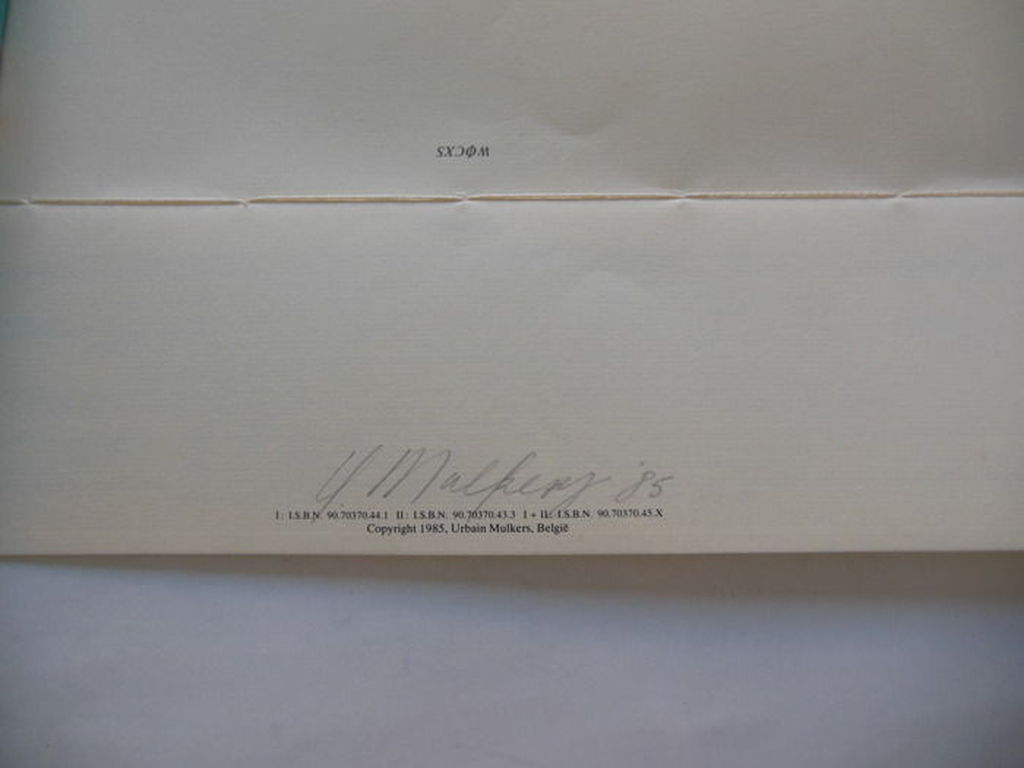 WΦCXS
U Mulkers '85
I : I.S.B.N. 90.70370.44.1 II : I.S.B.N. 90.70370.43.3 I + II : I.S.B.N. 90.70370.45.X
Copyright 1985, Urbain Mulkers, België